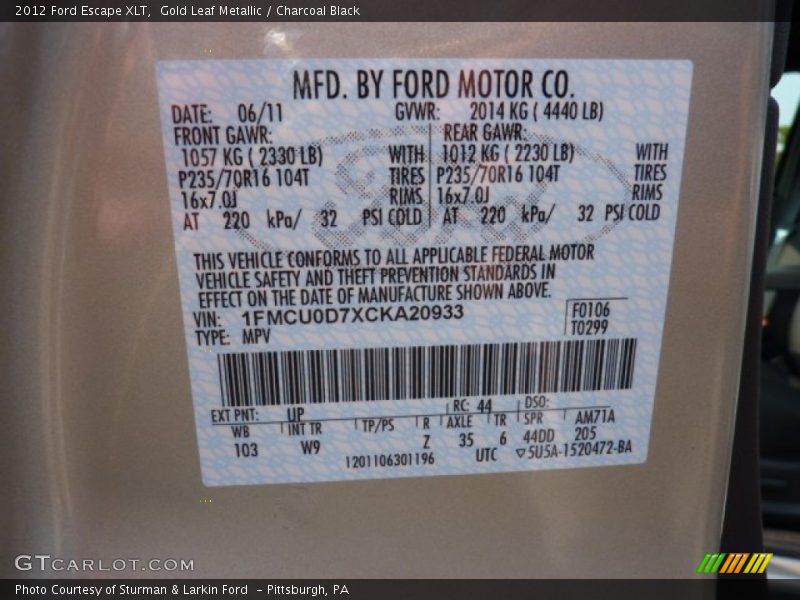 2012 Ford Escape XLT, Gold Leaf Metallic / Charcoal Black
MFD. BY FORD MOTOR CO.
DATE: 06/11 GVWR: 2014 KG ( 4440 LB)
FRONT GAWR: REAR GAWR:
1057 KG ( 2330 LB) WITH 1012 KG ( 2230 LB) WITH
P235/70R16 104T TIRES P235/70R16 104T TIRES
16x7.0J RIMS 16x7.0J RIMS
AT 220 kPa/ 32 PSI COLD AT 220 kPa/ 32 PSI COLD
THIS VEHICLE CONFORMS TO ALL APPLICABLE FEDERAL MOTOR
VEHICLE SAFETY AND THEFT PREVENTION STANDARDS IN
EFFECT ON THE DATE OF MANUFACTURE SHOWN ABOVE.
VIN: 1FMCU0D7XCKA20933 F0106
TYPE: MPV T0299
EXT PNT: UP RC: 44 DSO:
WB INT TR TP/PS R AXLE TR SPR AM71A
103 W9 Z 35 6 44DD 205
1201106301196 UTC ▽5U5A-1520472-BA
GTCARLOT.COM
Photo Courtesy of Sturman & Larkin Ford - Pittsburgh, PA